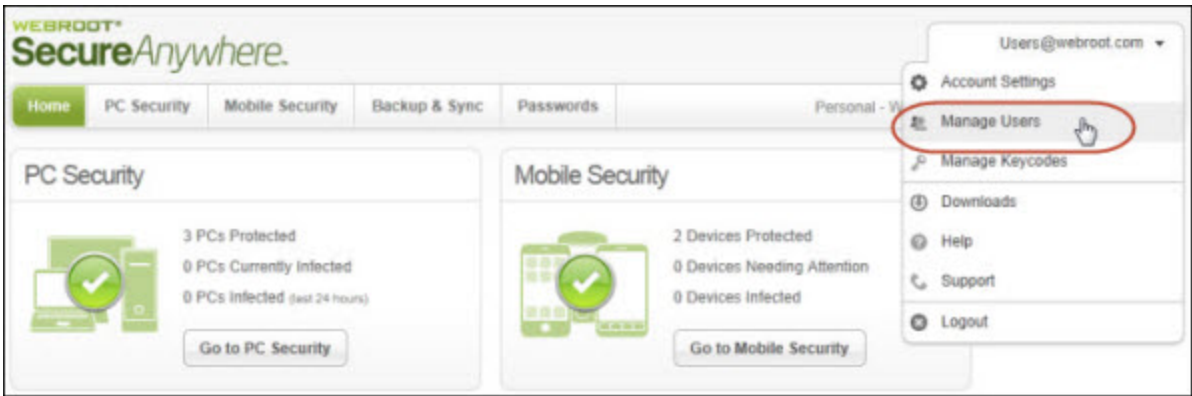 WEBROOT®
SecureAnywhere.
Users@webroot.com
Home PC Security Mobile Security Backup & Sync Passwords Personal - W
Account Settings
Manage Users
Manage Keycodes
Downloads
Help
Support
Logout
PC Security
3 PCs Protected
0 PCs Currently Infected
0 PCs Infected (last 24 hours)
Go to PC Security
Mobile Security
2 Devices Protected
0 Devices Needing Attention
0 Devices Infected
Go to Mobile Security